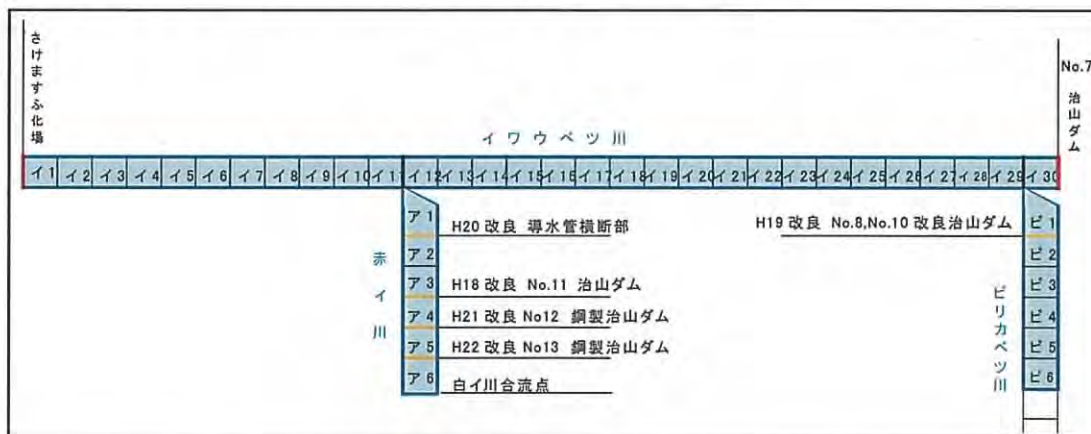 さけますふ化場
No.7
治山ダム
イワウベツ川
イ1 イ2 イ3 イ4 イ5 イ6 イ7 イ8 イ9 イ10 イ11 イ12 イ13 イ14 イ15 イ16 イ17 イ18 イ19 イ20 イ21 イ22 イ23 イ24 イ25 イ26 イ27 イ28 イ29 イ30
赤イ川
ア1
H20 改良 導水管横断部
ア2
ア3
H18 改良 No.11 治山ダム
ア4
H21 改良 No12 鋼製治山ダム
ア5
H22 改良 No13 鋼製治山ダム
ア6
白イ川合流点
H19 改良 No.8,No.10 改良治山ダム
ピリカベツ川
ピ1
ピ2
ピ3
ピ4
ピ5
ピ6